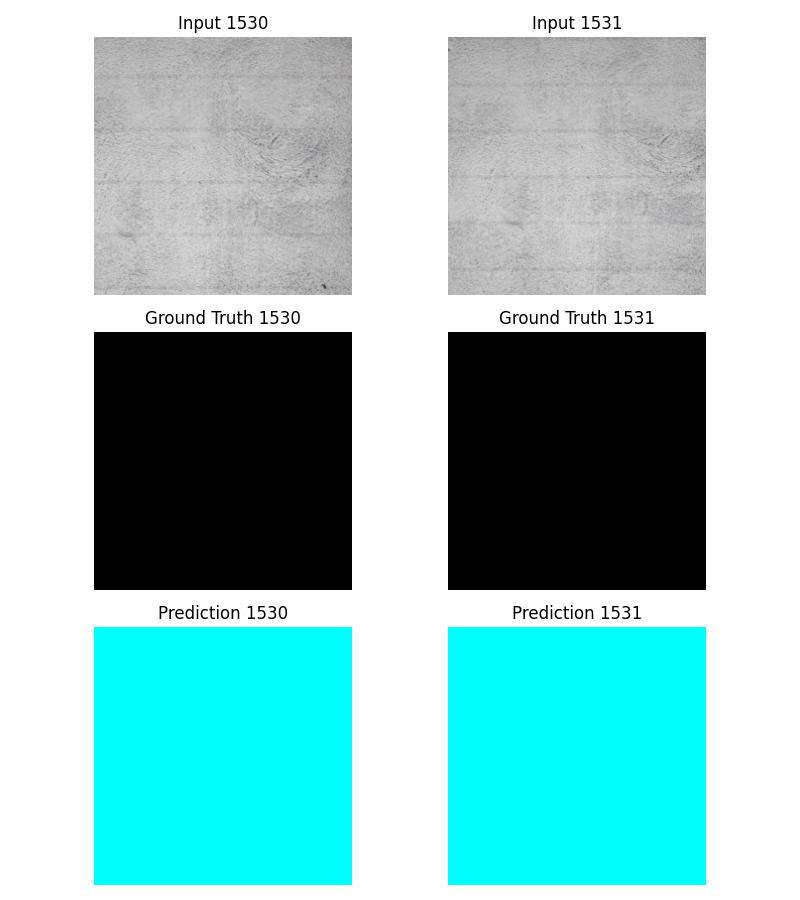 Input 1530
Input 1531
Ground Truth 1530
Ground Truth 1531
Prediction 1530
Prediction 1531